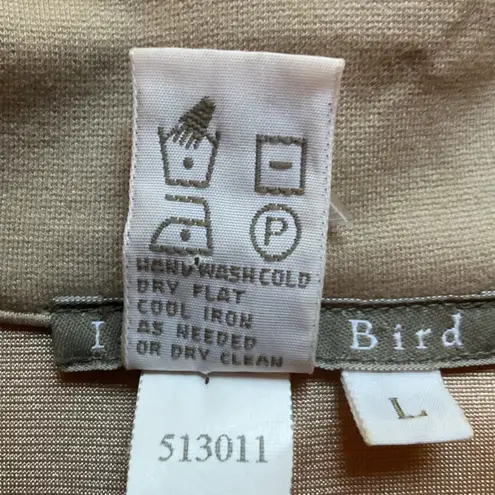 P
HAND WASH COLD
DRY FLAT
COOL IRON
AS NEEDED
OR DRY CLEAN
I Bird
L
513011